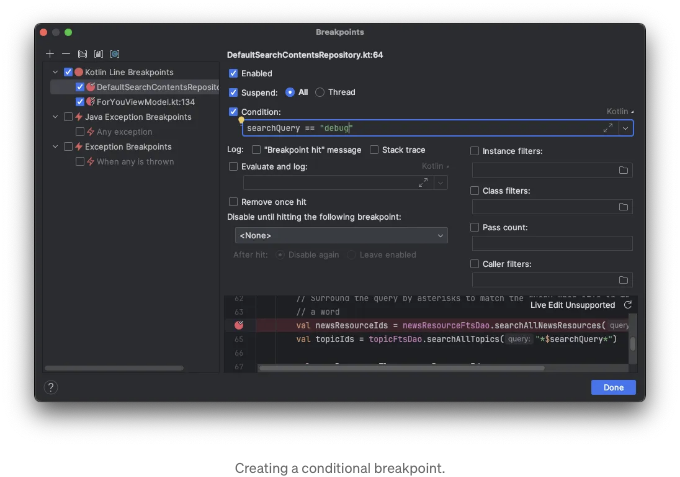 Breakpoints
DefaultSearchContentsRepository.kt:64
Kotlin Line Breakpoints
Enabled
DefaultSearchContentsReposito
Suspend: All Thread
ForYouViewModel.kt:134
Java Exception Breakpoints
Condition: Kotlin
Any exception
searchQuery == "debug"
Exception Breakpoints
Log: "Breakpoint hit" message Stack trace
Instance filters:
When any is thrown
Evaluate and log: Kotlin
Class filters:
Remove once hit
Disable until hitting the following breakpoint:
Pass count:
<None>
After hit: Disable again Leave enabled
Caller filters:
62 // Surround the query by asterisks to match the query
Live Edit Unsupported
63 // a word
val newsResourceIds = newsResourceFtsDao.searchAllNewsResources( query
65 val topicIds = topicFtsDao.searchAllTopics( query: "*$searchQuery*")
66
67
? Done
Creating a conditional breakpoint.